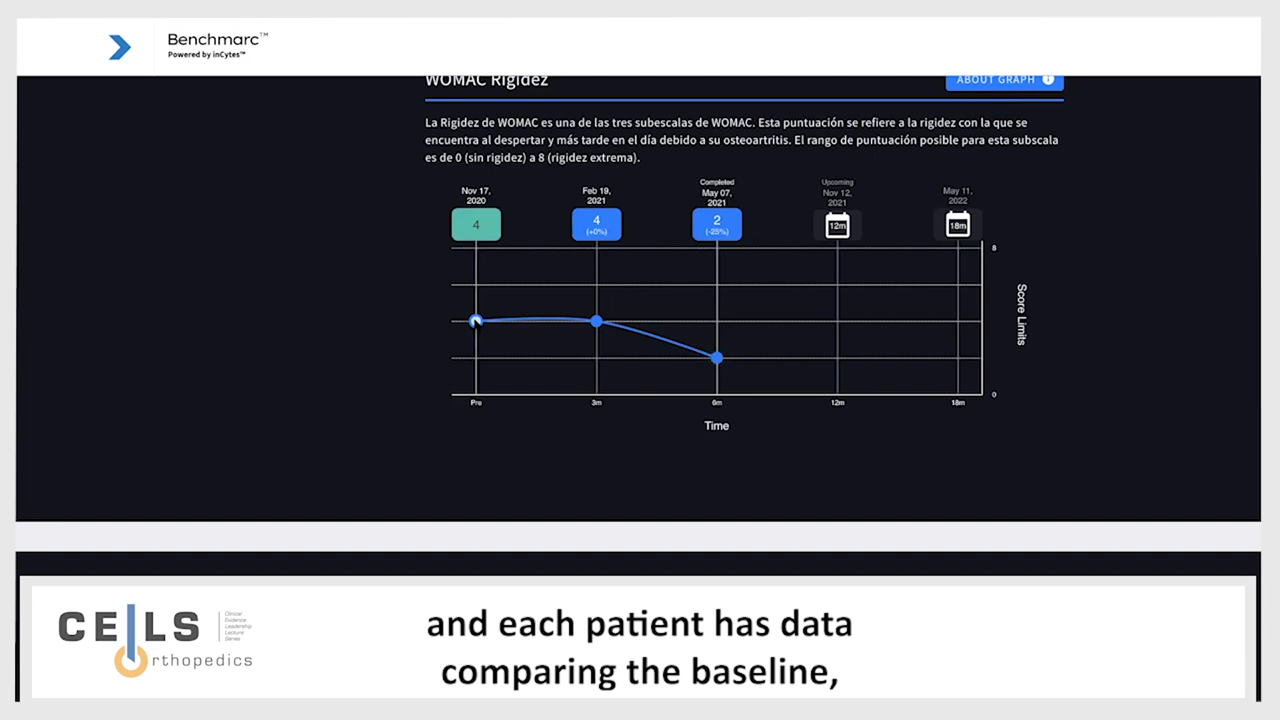 Benchmarc™
Powered by inCytes™
WOMAC Rigidez
ABOUT GRAPH
La Rigidez de WOMAC es una de las tres subescalas de WOMAC. Esta puntuación se refiere a la rigidez con la que se
encuentra al despertar y más tarde en el día debido a su osteoartritis. El rango de puntuación posible para esta subscala
es de 0 (sin rigidez) a 8 (rigidez extrema).
Nov 17,
2020
4
Feb 19,
2021
4
(+0%)
Completed
May 07,
2021
2
(-25%)
Upcoming
Nov 12,
2021
12m
May 11,
2022
18m
8
Score Limits
0
Pre
3m
6m
12m
18m
Time
CELLS
Orthopedics
Clinical
Evidence
Leadership
Lecture
Series
and each patient has data
comparing the baseline,